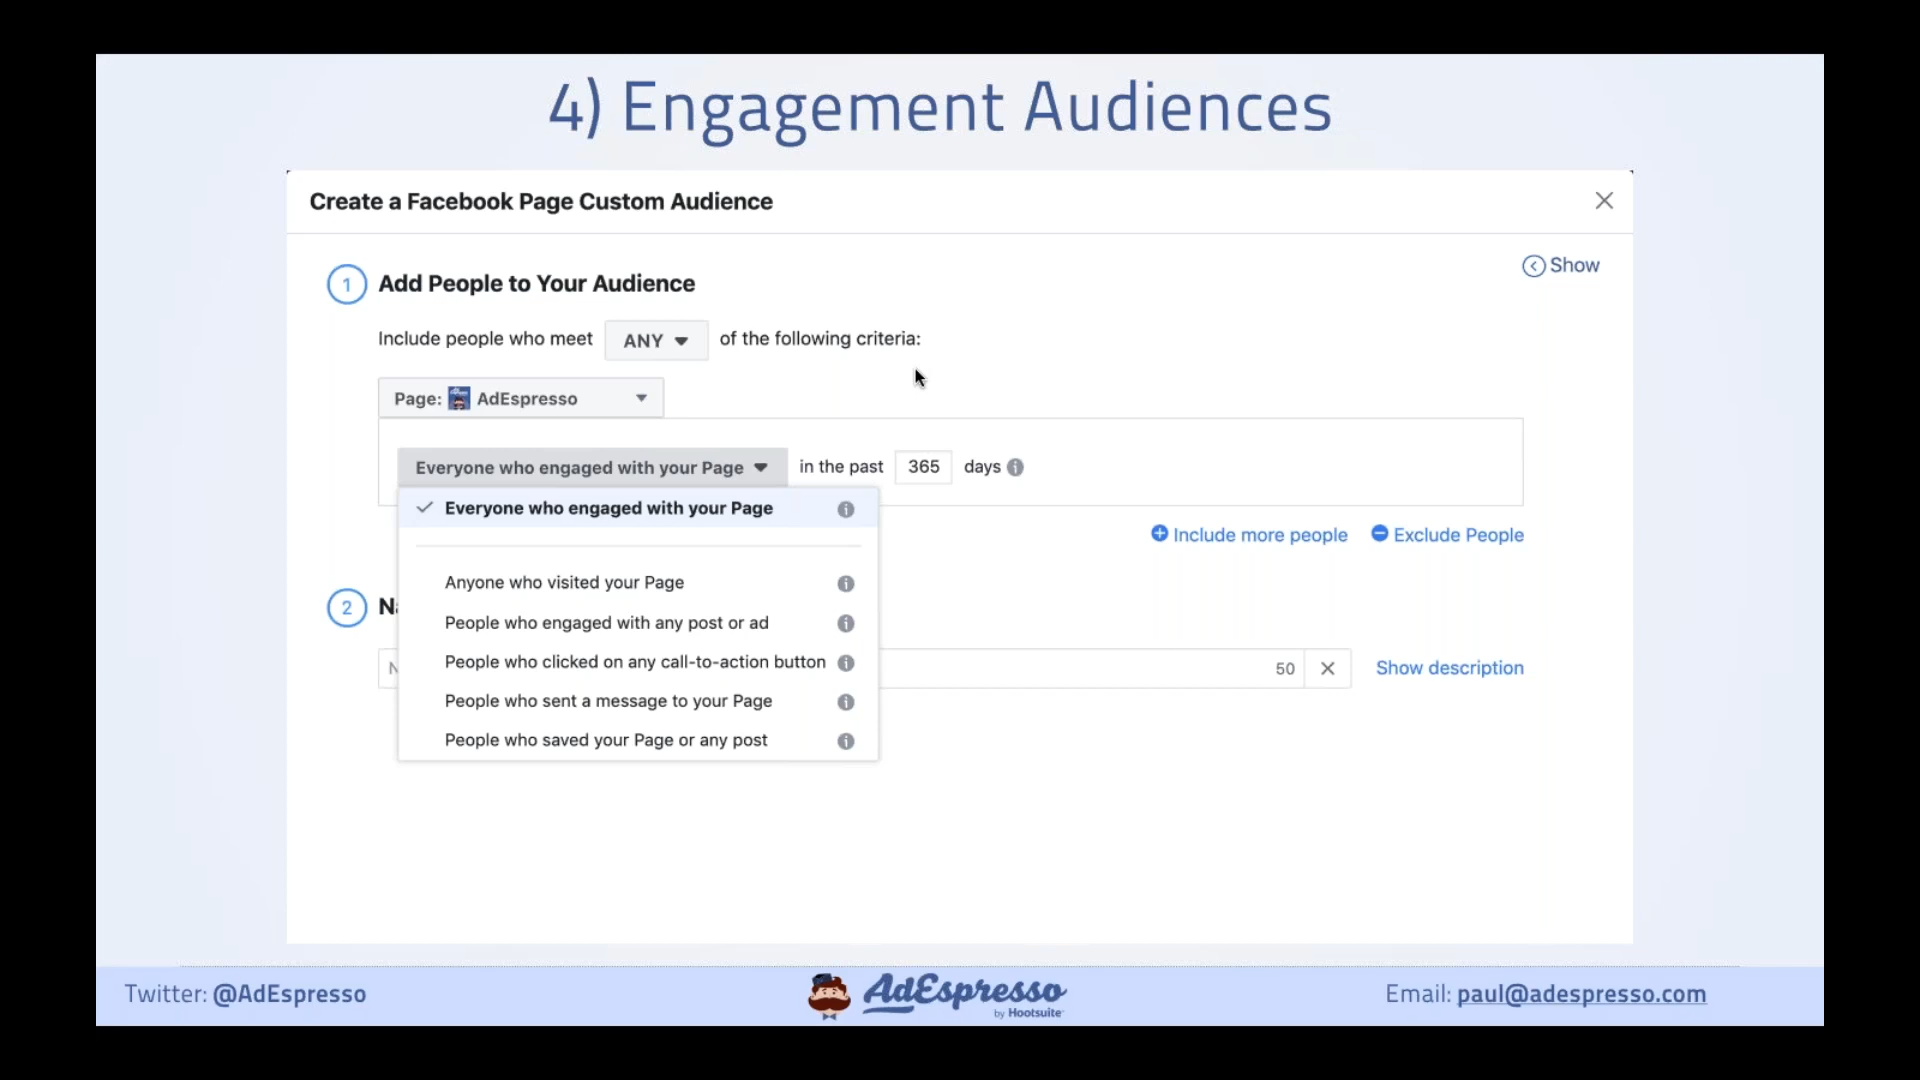 4) Engagement Audiences
Create a Facebook Page Custom Audience
Show
1 Add People to Your Audience
Include people who meet ANY of the following criteria:
Page: AdEspresso
Everyone who engaged with your Page in the past 365 days
Everyone who engaged with your Page
Include more people Exclude People
Anyone who visited your Page
2
People who engaged with any post or ad
People who clicked on any call-to-action button 50 Show description
People who sent a message to your Page
People who saved your Page or any post
Twitter: @AdEspresso AdEspresso Email: paul@adespresso.com
by Hootsuite